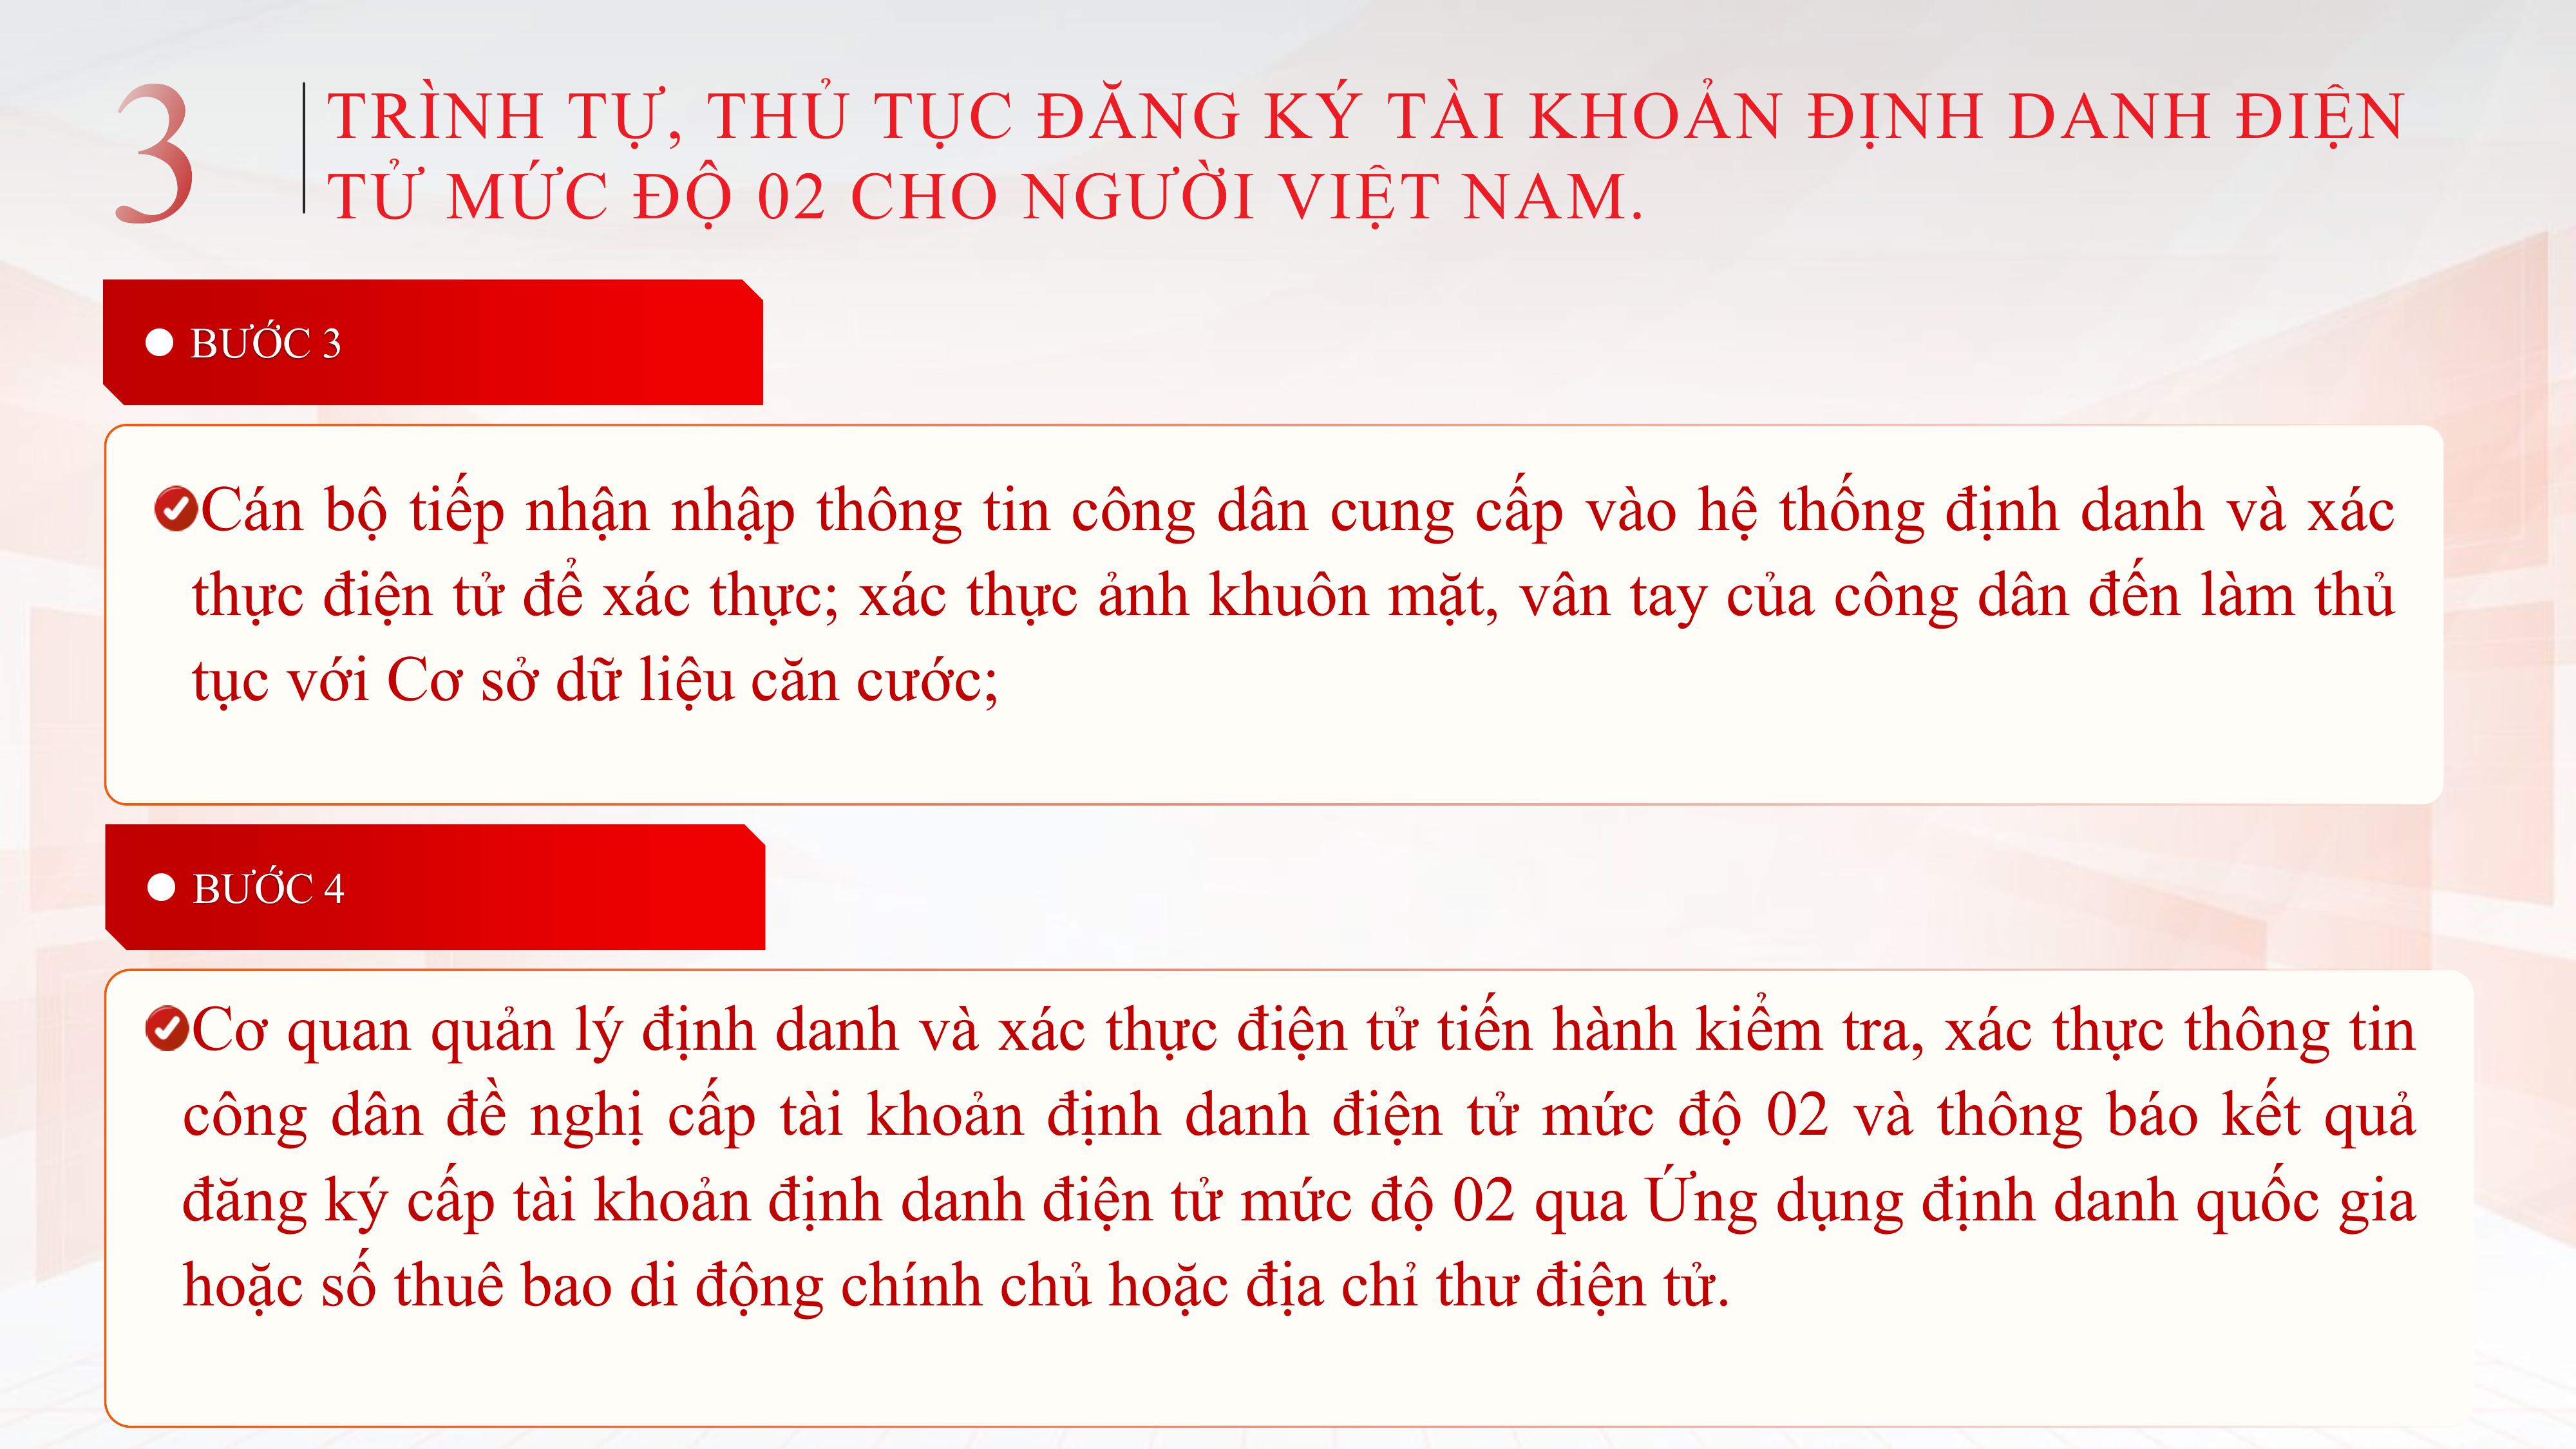 3
TRÌNH TỰ, THỦ TỤC ĐĂNG KÝ TÀI KHOẢN ĐỊNH DANH ĐIỆN
TỬ MỨC ĐỘ 02 CHO NGƯỜI VIỆT NAM.
BƯỚC 3
Cán bộ tiếp nhận nhập thông tin công dân cung cấp vào hệ thống định danh và xác
thực điện tử để xác thực; xác thực ảnh khuôn mặt, vân tay của công dân đến làm thủ
tục với Cơ sở dữ liệu căn cước;
BƯỚC 4
Cơ quan quản lý định danh và xác thực điện tử tiến hành kiểm tra, xác thực thông tin
công dân đề nghị cấp tài khoản định danh điện tử mức độ 02 và thông báo kết quả
đăng ký cấp tài khoản định danh điện tử mức độ 02 qua Ứng dụng định danh quốc gia
hoặc số thuê bao di động chính chủ hoặc địa chỉ thư điện tử.